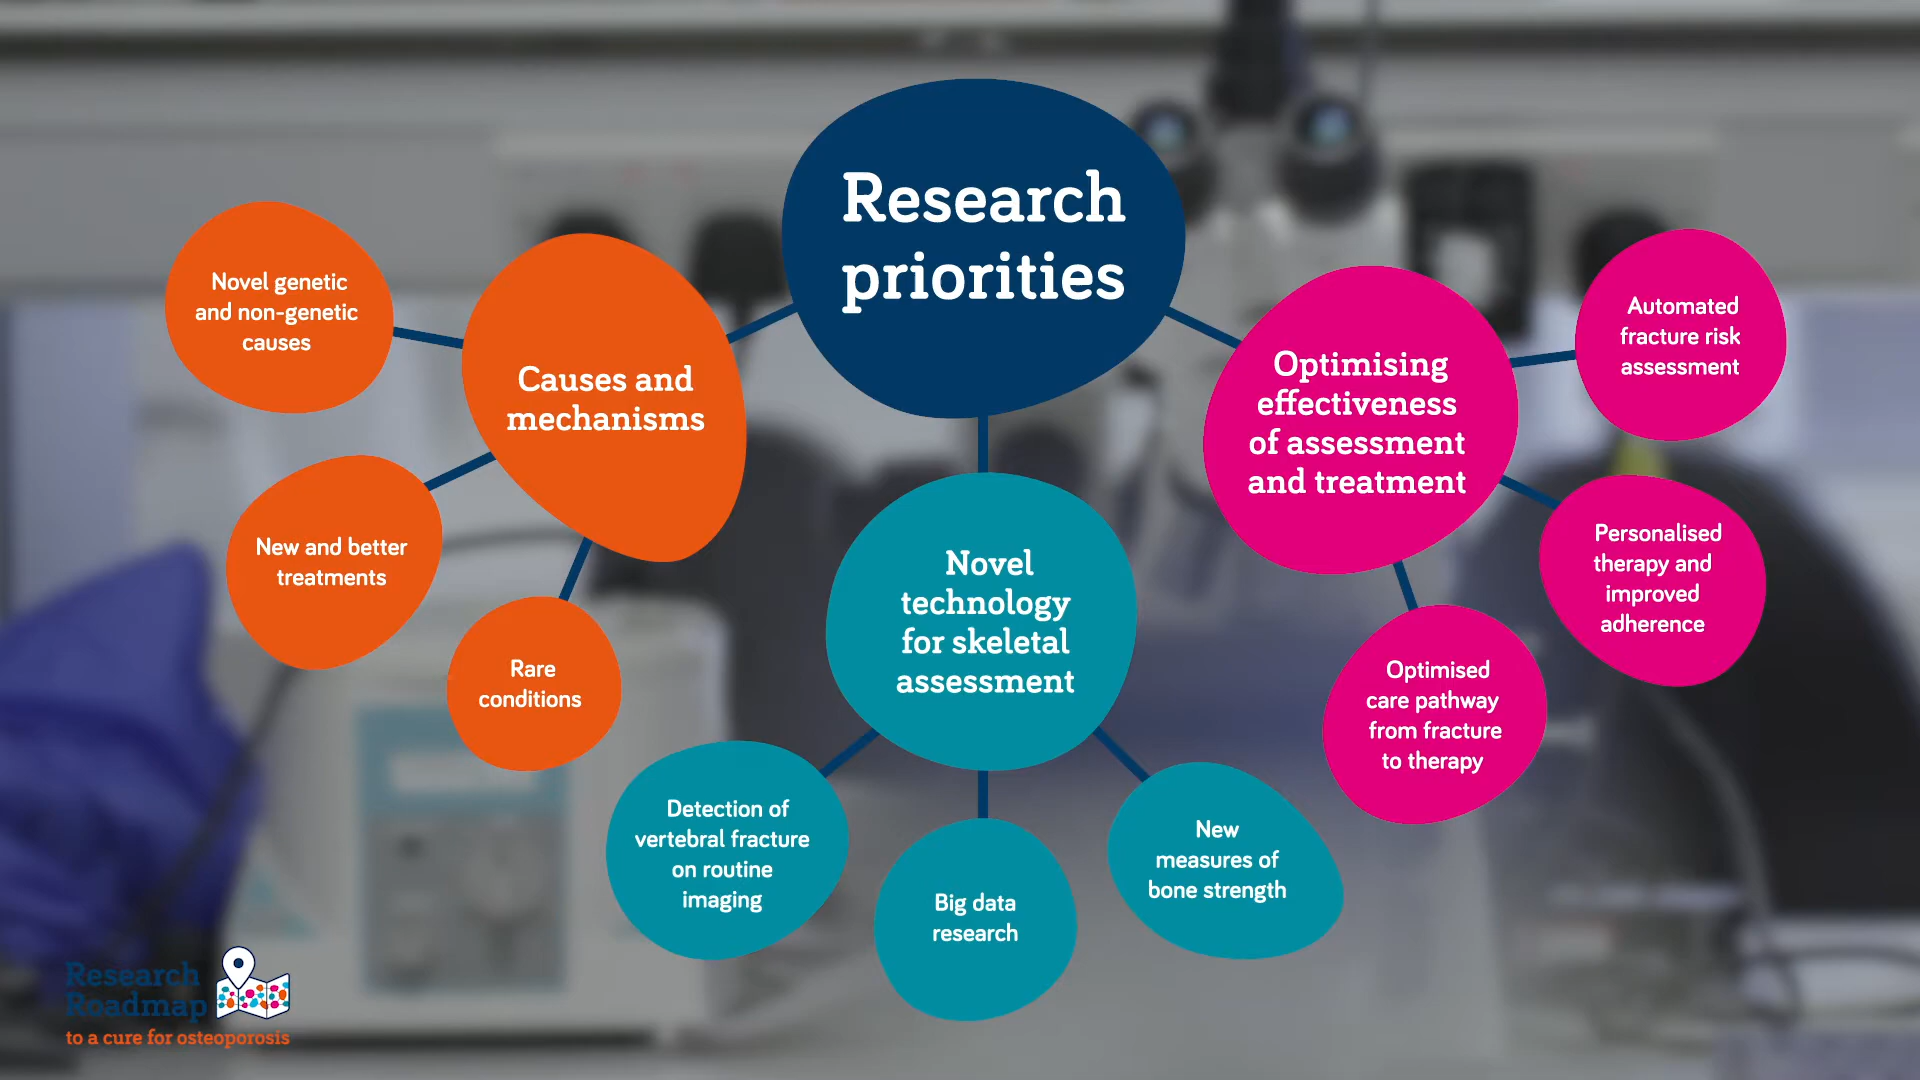 Research
priorities
Causes and
mechanisms
Novel genetic
and non-genetic
causes
New and better
treatments
Rare
conditions
Novel
technology
for skeletal
assessment
Detection of
vertebral fracture
on routine
imaging
Big data
research
New
measures of
bone strength
Optimising
effectiveness
of assessment
and treatment
Automated
fracture risk
assessment
Personalised
therapy and
improved
adherence
Optimised
care pathway
from fracture
to therapy
Research
Roadmap
to a cure for osteoporosis